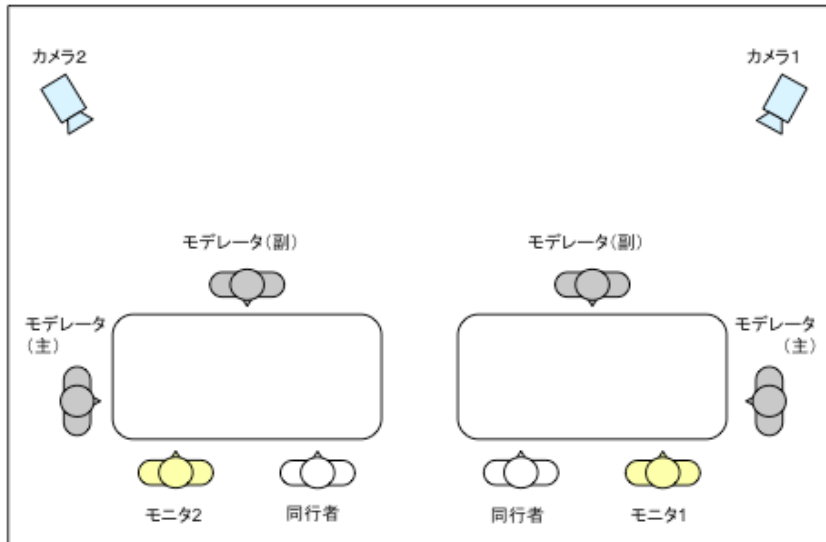 カメラ2
カメラ1
モデレータ(副)
モデレータ(副)
モデレータ
(主)
モデレータ
(主)
モニタ2
同行者
同行者
モニタ1